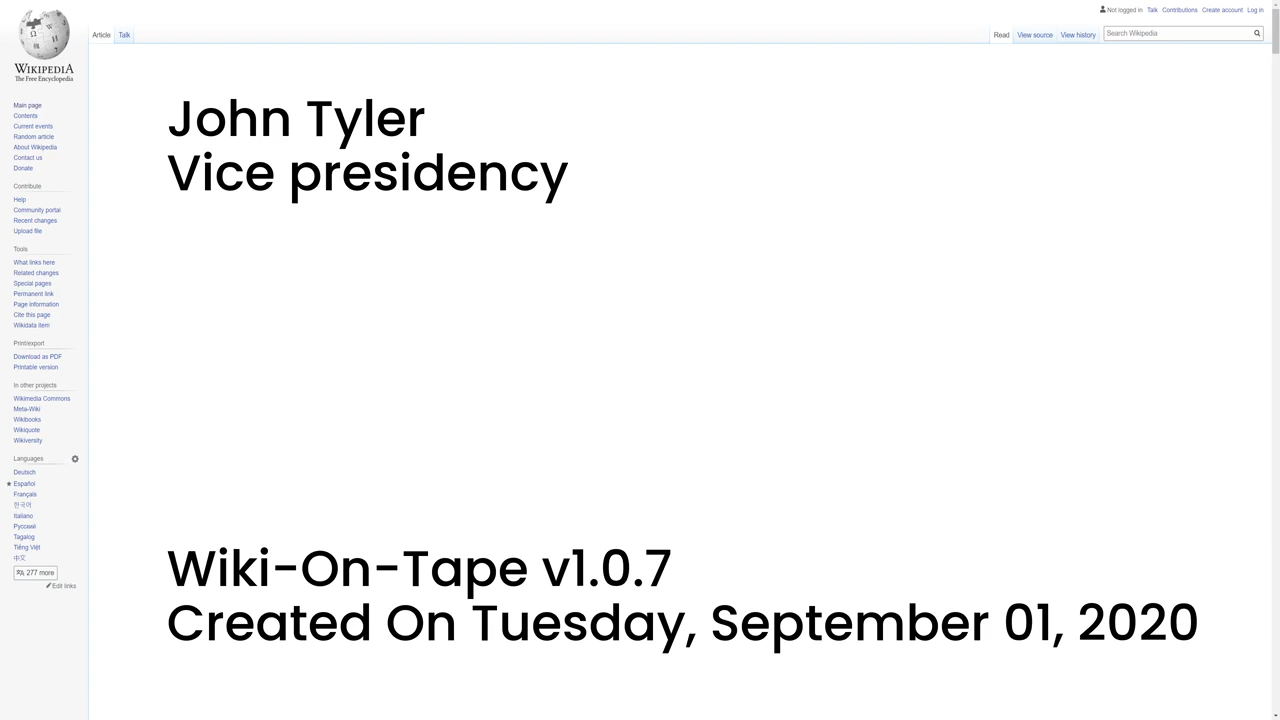 Not logged in Talk Contributions Create account Log in
Article Talk Read View source View history Search Wikipedia
WIKIPEDIA
The Free Encyclopedia
Main page
Contents
Current events
Random article
About Wikipedia
Contact us
Donate
Contribute
Help
Community portal
Recent changes
Upload file
Tools
What links here
Related changes
Special pages
Permanent link
Page information
Cite this page
Wikidata item
Print/export
Download as PDF
Printable version
In other projects
Wikimedia Commons
Meta-Wiki
Wikibooks
Wikiquote
Wikiversity
Languages
Deutsch
Español
Français
한국어
Italiano
Русский
Tagalog
Tiếng Việt
中文
277 more
Edit links
John Tyler
Vice presidency
Wiki-On-Tape v1.0.7
Created On Tuesday, September 01, 2020